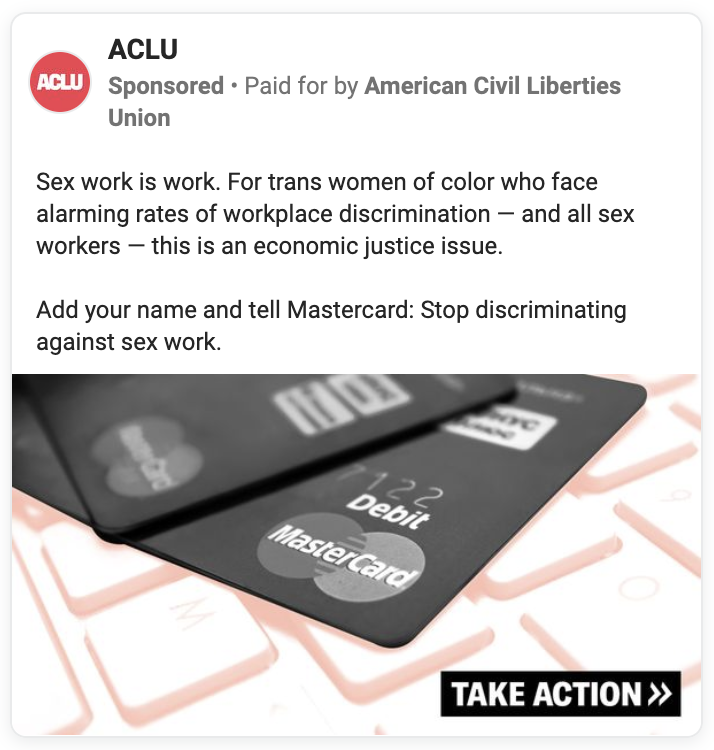 ACLU
ACLU
Sponsored • Paid for by American Civil Liberties
Union
Sex work is work. For trans women of color who face
alarming rates of workplace discrimination — and all sex
workers — this is an economic justice issue.
Add your name and tell Mastercard: Stop discriminating
against sex work.
MasterCard
7122
Debit
MasterCard
M
9
O
TAKE ACTION >>